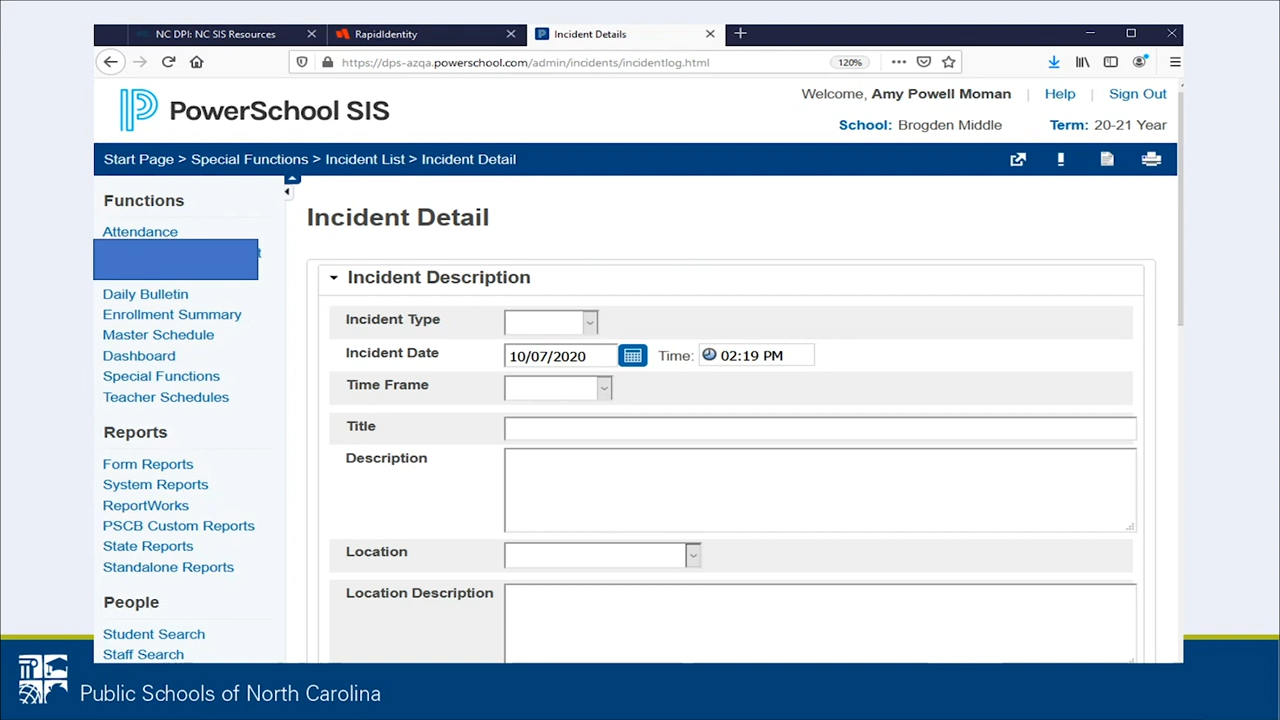 NC DPI: NC SIS Resources
RapidIdentity
Incident Details
https://dps-azqa.powerschool.com/admin/incidents/incidentlog.html
120%
PowerSchool SIS
Welcome, Amy Powell Moman | Help | Sign Out
School: Brogden Middle Term: 20-21 Year
Start Page > Special Functions > Incident List > Incident Detail
Functions
Attendance
Daily Bulletin
Enrollment Summary
Master Schedule
Dashboard
Special Functions
Teacher Schedules
Reports
Form Reports
System Reports
ReportWorks
PSCB Custom Reports
State Reports
Standalone Reports
People
Student Search
Staff Search
Incident Detail
Incident Description
Incident Type
Incident Date 10/07/2020 Time: 02:19 PM
Time Frame
Title
Description
Location
Location Description
Public Schools of North Carolina